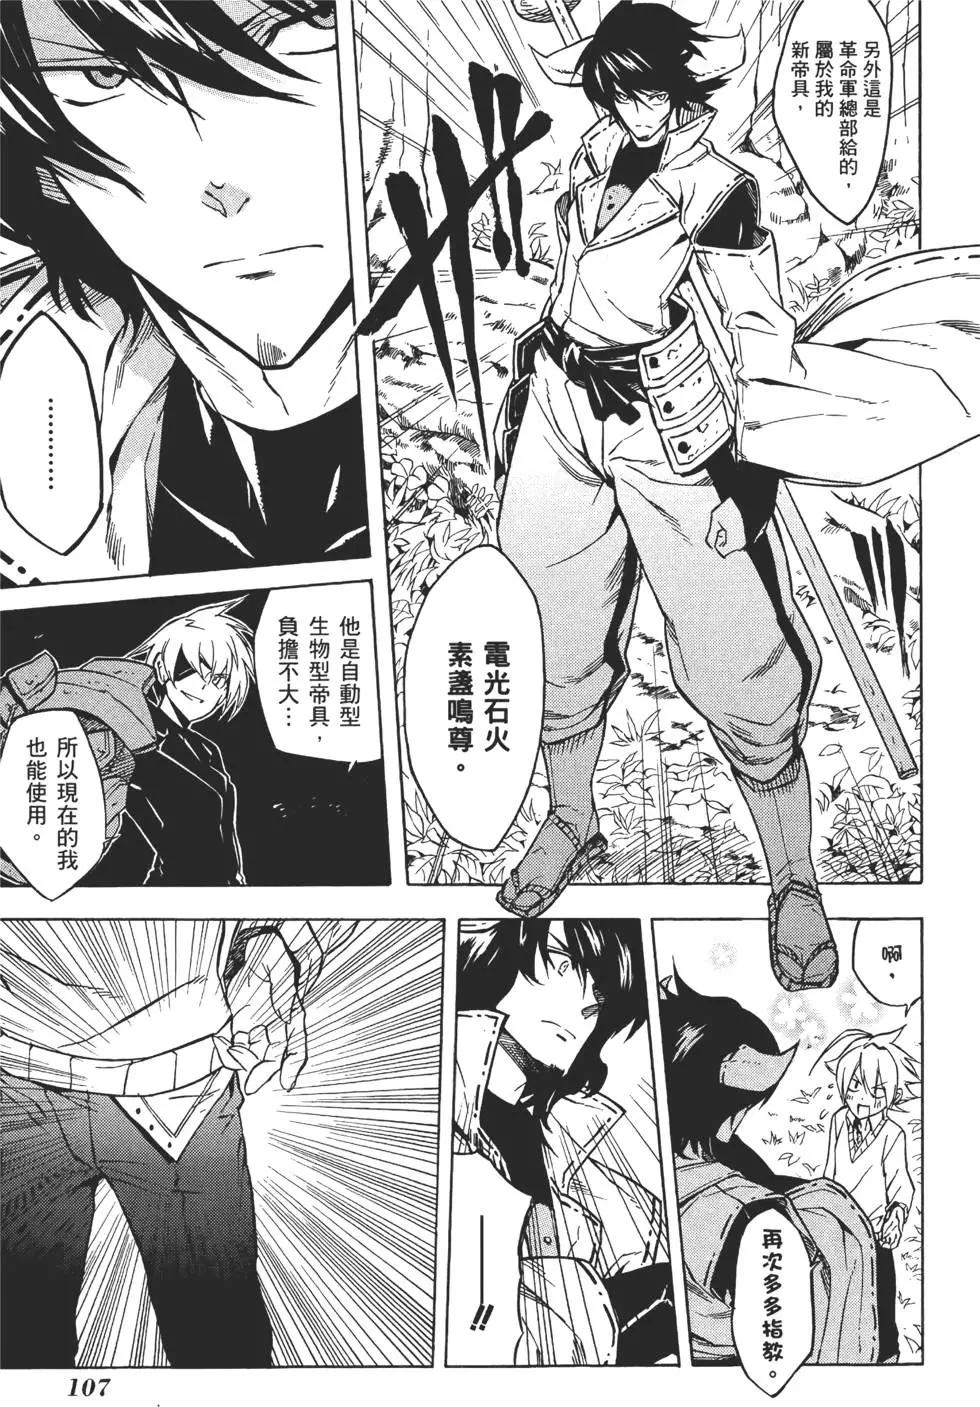 另外這是
革命軍總部給的，
屬於我的
新帝具，
電光石火
素盞鳴尊。
………
他是自動型
生物型帝具，
負擔不大…
所以現在的我
也能使用。
啊，
再次多多指教。
——!!
107